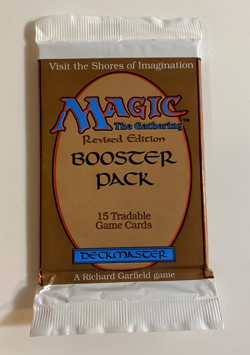 Visit the Shores of Imagination
MAGIC
The Gathering™
Revised Edition
BOOSTER
PACK
15 Tradable
Game Cards
DECKMASTER
A Richard Garfield game